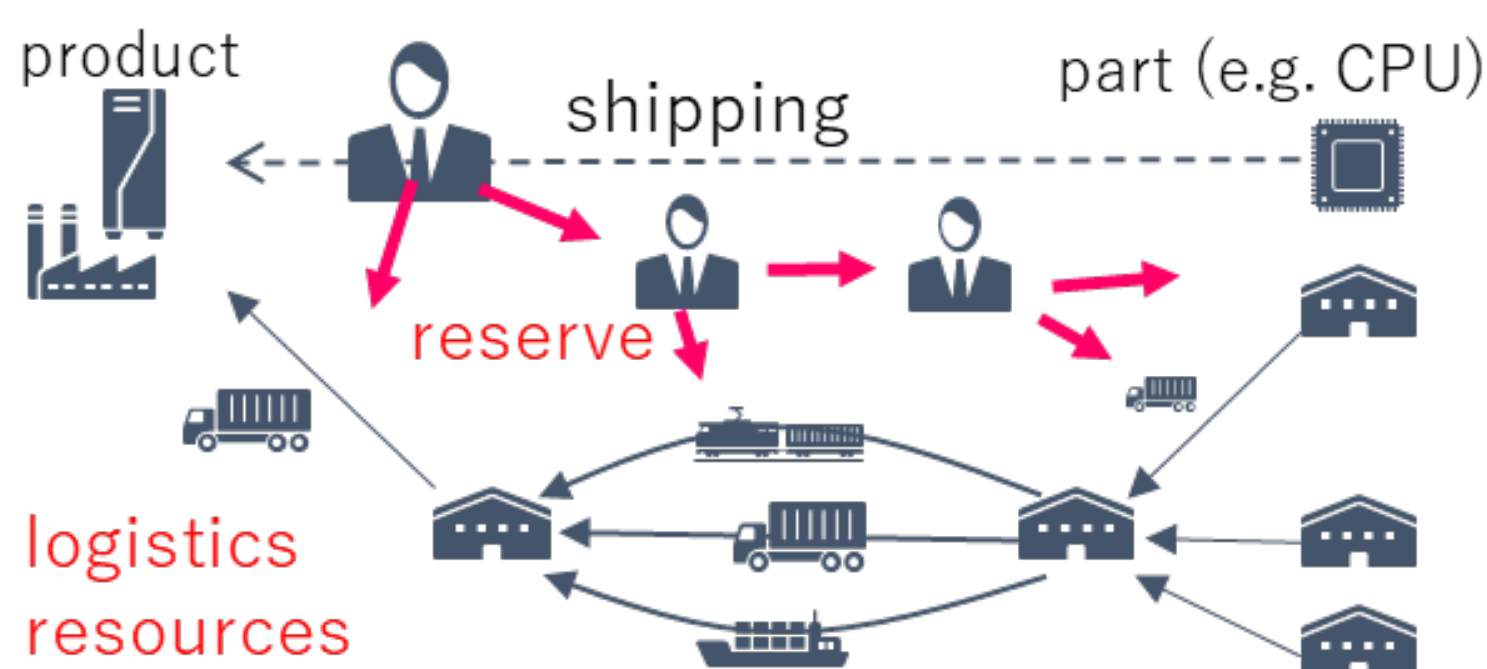 product
shipping
part (e.g. CPU)
reserve
logistics
resources